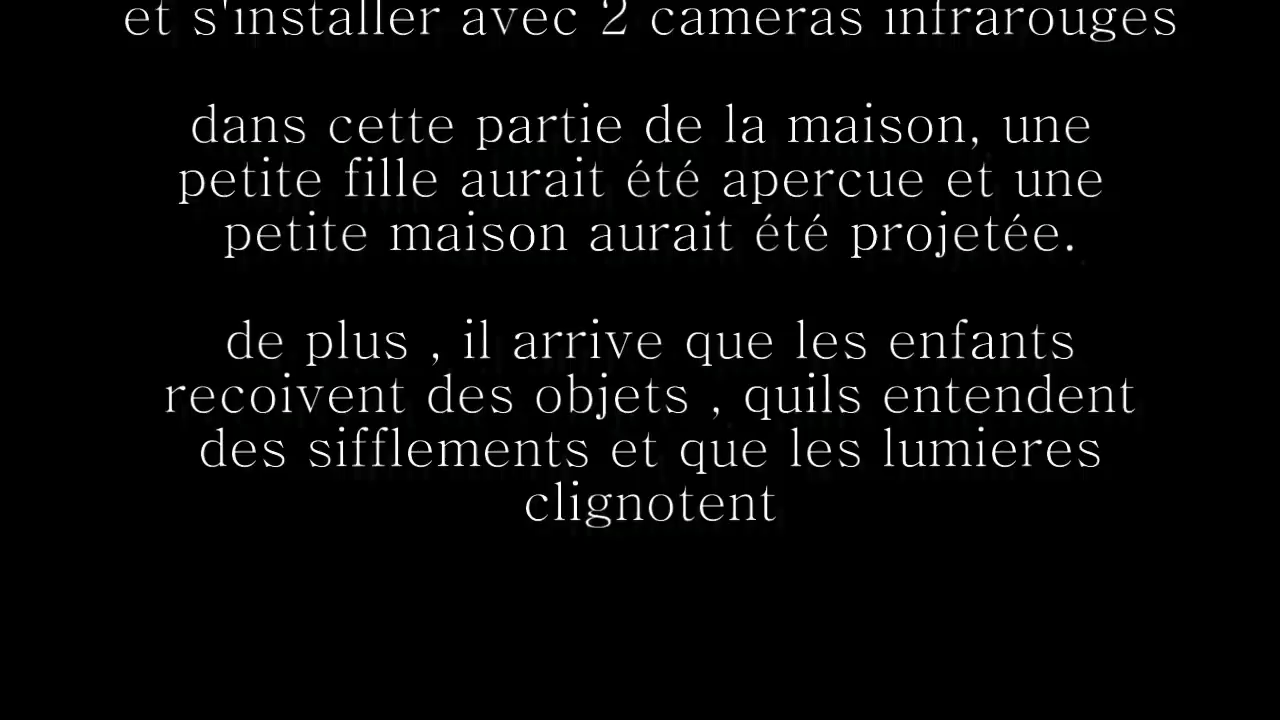 et s'installer avec 2 cameras infrarouges
dans cette partie de la maison, une
petite fille aurait été apercue et une
petite maison aurait été projetée.
de plus , il arrive que les enfants
recoivent des objets , quils entendent
des sifflements et que les lumieres
clignotent